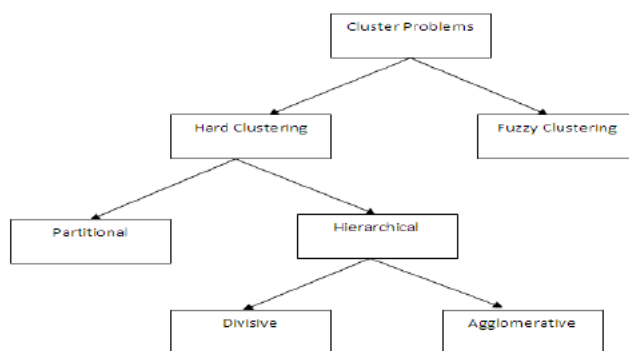 Cluster Problems
Hard Clustering
Fuzzy Clustering
Partitional
Hierarchical
Divisive
Agglomerative